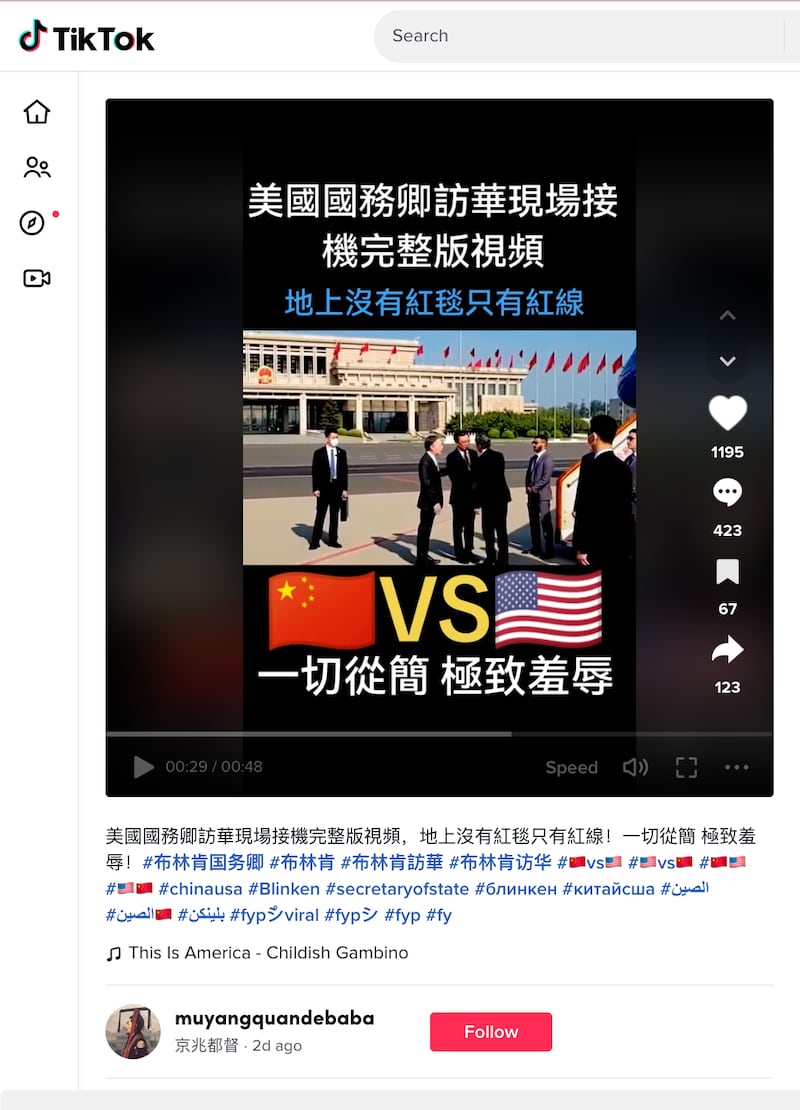 TikTok
Search
美國國務卿訪華現場接
機完整版視頻
地上沒有紅毯只有紅線
1195
423
67
VS
一切從簡 極致羞辱
123
00:29 / 00:48
Speed
美國國務卿訪華現場接機完整版視頻，地上沒有紅毯只有紅線！一切從簡 極致羞
辱！#布林肯国务卿 #布林肯 #布林肯訪華 #布林肯访华 #🇨🇳vs🇺🇸 #🇺🇸vs🇨🇳 #🇨🇳🇺🇸
#🇺🇸🇨🇳 #chinausa #Blinken #secretaryofstate #блинкен #китайсша #الصين
#الصين🇨🇳 #بلينكن #fypシ゚viral #fypシ #fyp #fy
This Is America - Childish Gambino
muyangquandebaba
京兆都督 · 2d ago
Follow